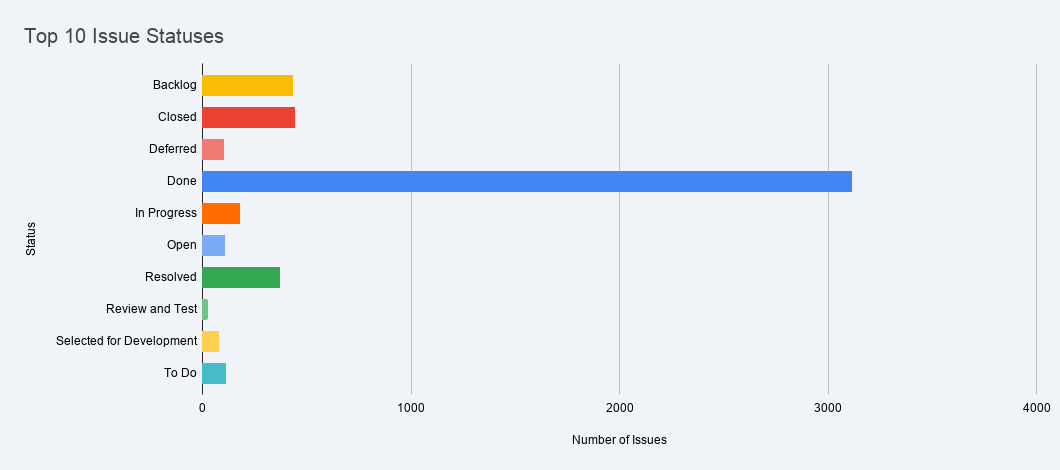 Top 10 Issue Statuses
Status
Backlog
Closed
Deferred
Done
In Progress
Open
Resolved
Review and Test
Selected for Development
To Do
0 1000 2000 3000 4000
Number of Issues